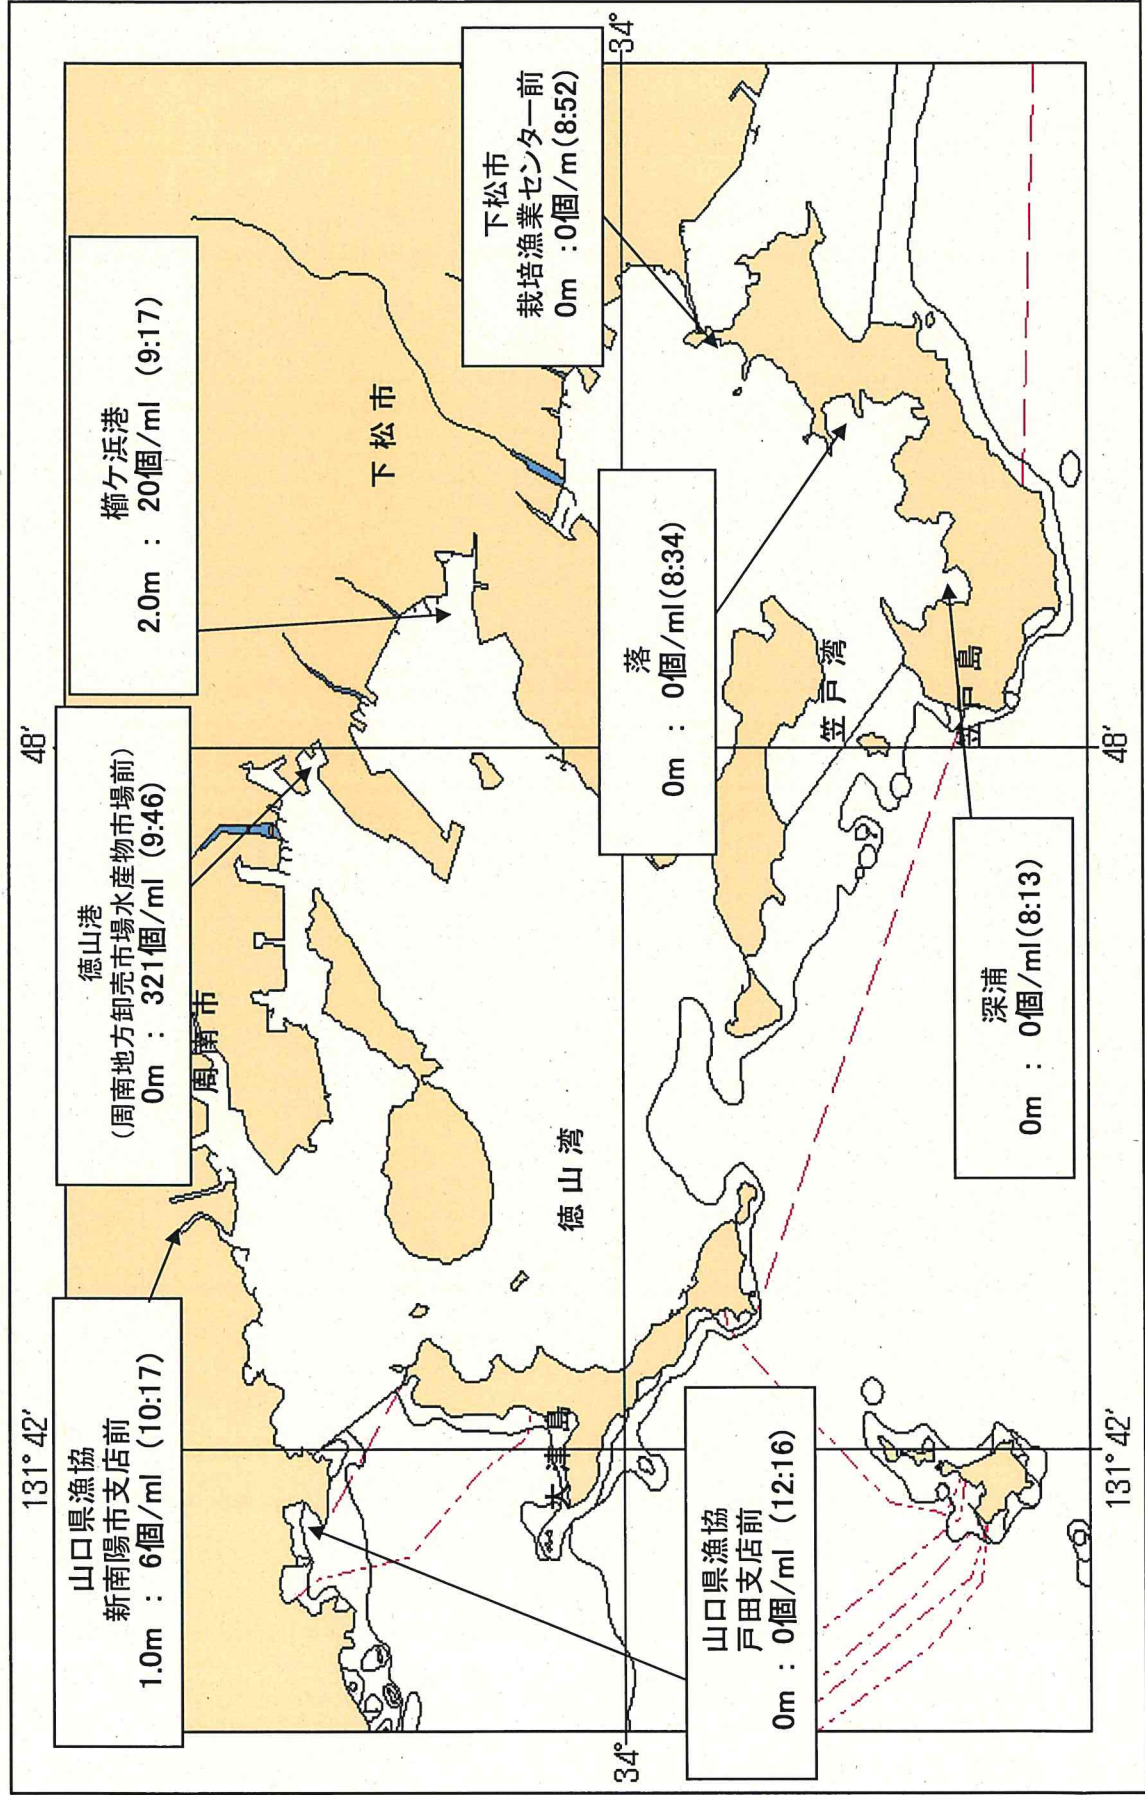 131° 42′
48′
34°
山口県漁協
新南陽市支店前
1.0m : 6個/ml (10:17)
徳山港
(周南地方卸売市場水産物市場前)
0m : 321個/ml (9:46)
櫛ケ浜港
2.0m : 20個/ml (9:17)
下松市
栽培漁業センター前
0m :0個/m(8:52)
周南市
下松市
徳山湾
大津島
笠戸湾
笠戸島
落
0m : 0個/ml(8:34)
山口県漁協
戸田支店前
0m : 0個/ml (12:16)
深浦
0m : 0個/ml(8:13)
34°
131° 42′
48′